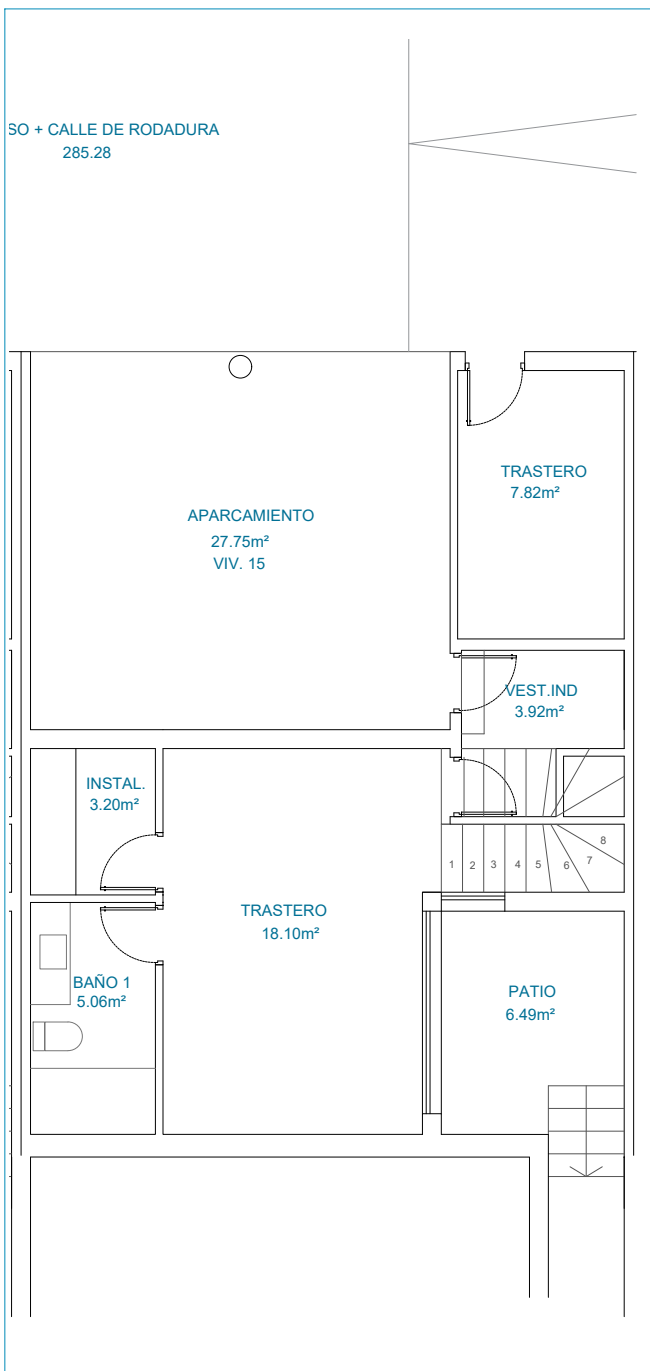 SO + CALLE DE RODADURA
285.28
TRASTERO
7.82m²
APARCAMIENTO
27.75m²
VIV. 15
VEST.IND
3.92m²
INSTAL.
3.20m²
8
1 2 3 4 5 6 7
TRASTERO
18.10m²
BAÑO 1
5.06m²
PATIO
6.49m²